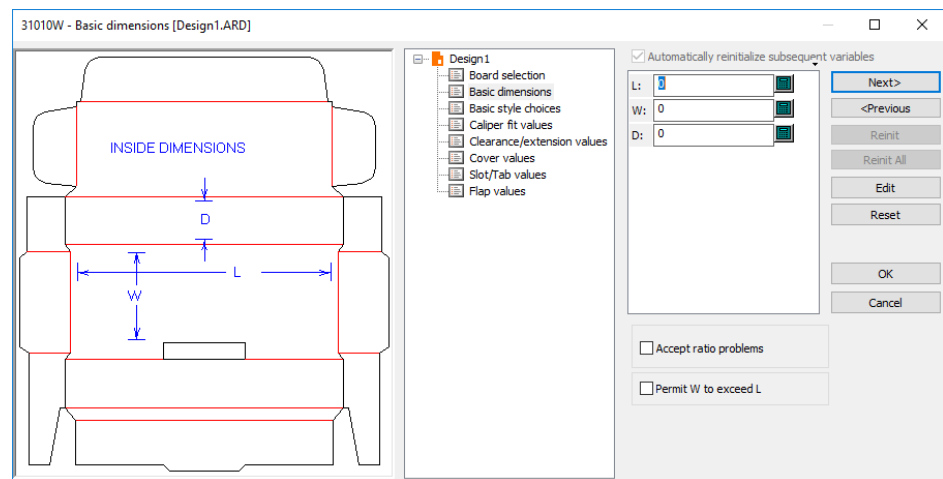 31010W - Basic dimensions [Design1.ARD]
INSIDE DIMENSIONS
D
L
W
Design1
Board selection
Basic dimensions
Basic style choices
Caliper fit values
Clearance/extension values
Cover values
Slot/Tab values
Flap values
Automatically reinitialize subsequent variables
L: 0
W: 0
D: 0
Next>
<Previous
Reinit
Reinit All
Edit
Reset
OK
Cancel
Accept ratio problems
Permit W to exceed L